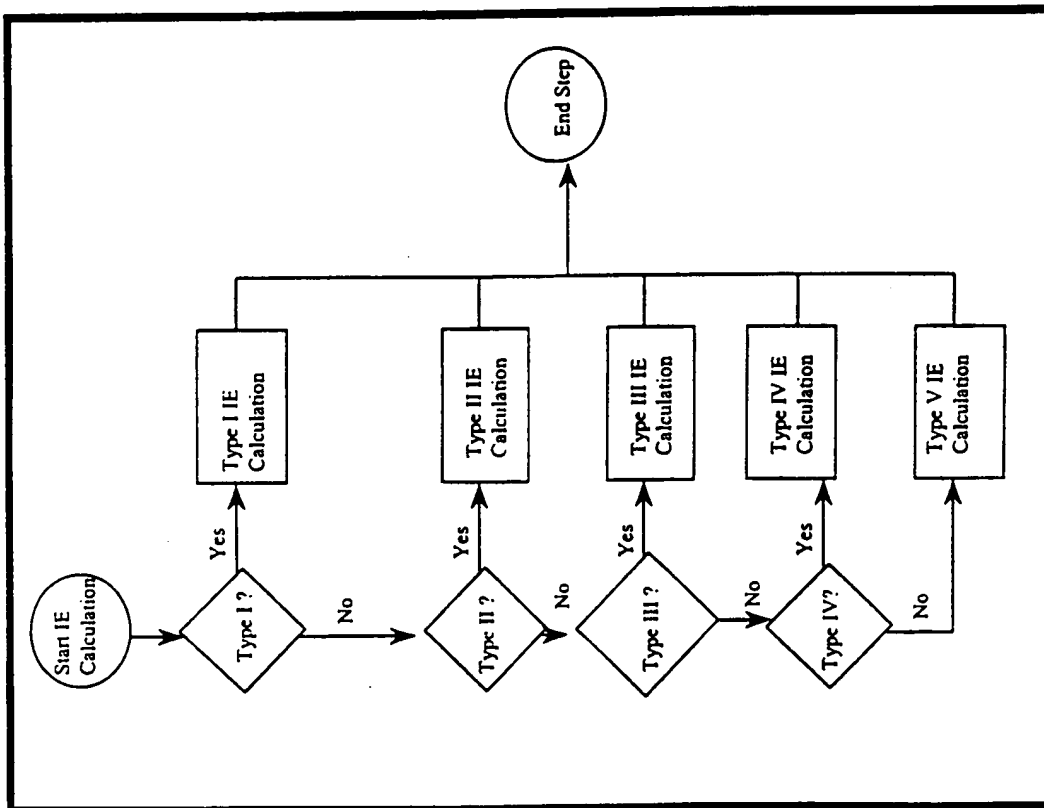 Start IE
Calculation
Type I ?
Yes
Type I IE
Calculation
No
Type II ?
Yes
Type II IE
Calculation
No
Type III ?
Yes
Type III IE
Calculation
No
Type IV?
Yes
Type IV IE
Calculation
No
Type V IE
Calculation
End Step